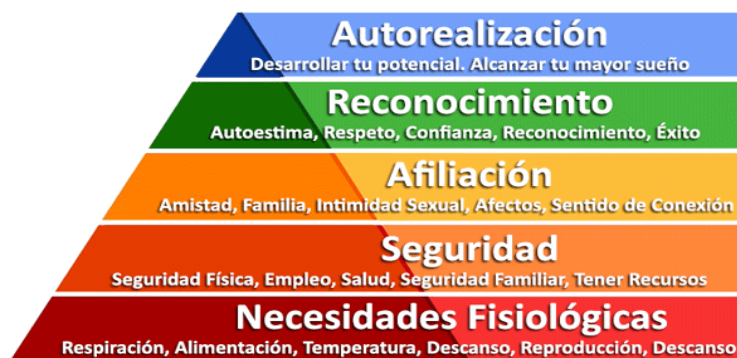 Autorealización
Desarrollar tu potencial. Alcanzar tu mayor sueño
Reconocimiento
Autoestima, Respeto, Confianza, Reconocimiento, Éxito
Afiliación
Amistad, Familia, Intimidad Sexual, Afectos, Sentido de Conexión
Seguridad
Seguridad Física, Empleo, Salud, Seguridad Familiar, Tener Recursos
Necesidades Fisiológicas
Respiración, Alimentación, Temperatura, Descanso, Reproducción, Descanso